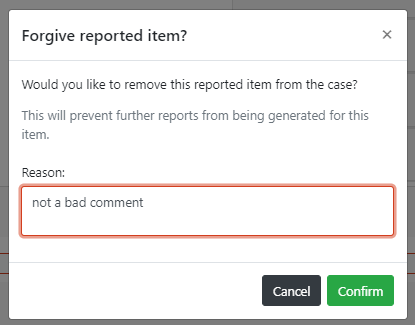 Forgive reported item?
×
Would you like to remove this reported item from the case?
This will prevent further reports from being generated for this
item.
Reason:
not a bad comment
Cancel Confirm